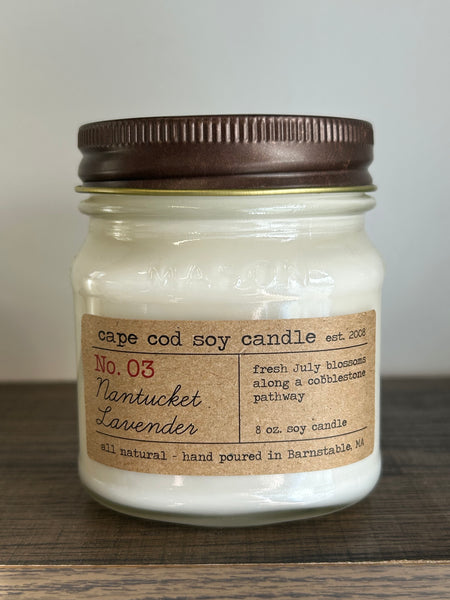 MASON
cape cod soy candle est. 2008
No. 03
Nantucket
Lavender
fresh July blossoms
along a cobblestone
pathway
8 oz. soy candle
all natural - hand poured in Barnstable, MA